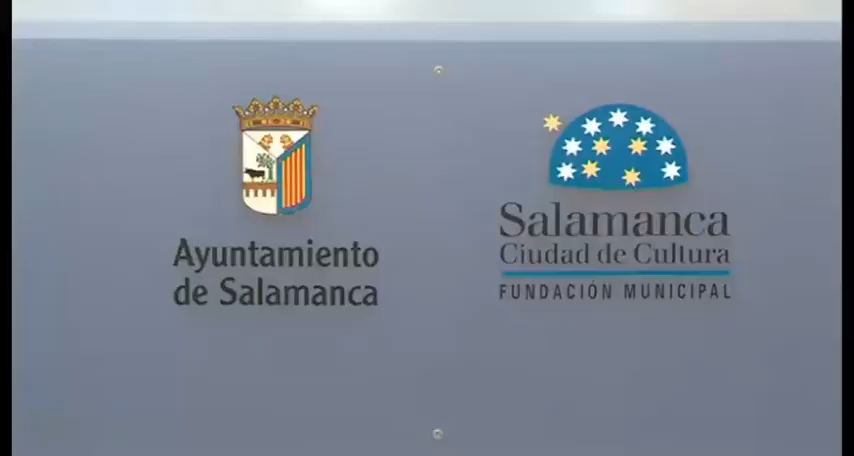 Ayuntamiento
de Salamanca
Salamanca
Ciudad de Cultura
FUNDACIÓN MUNICIPAL